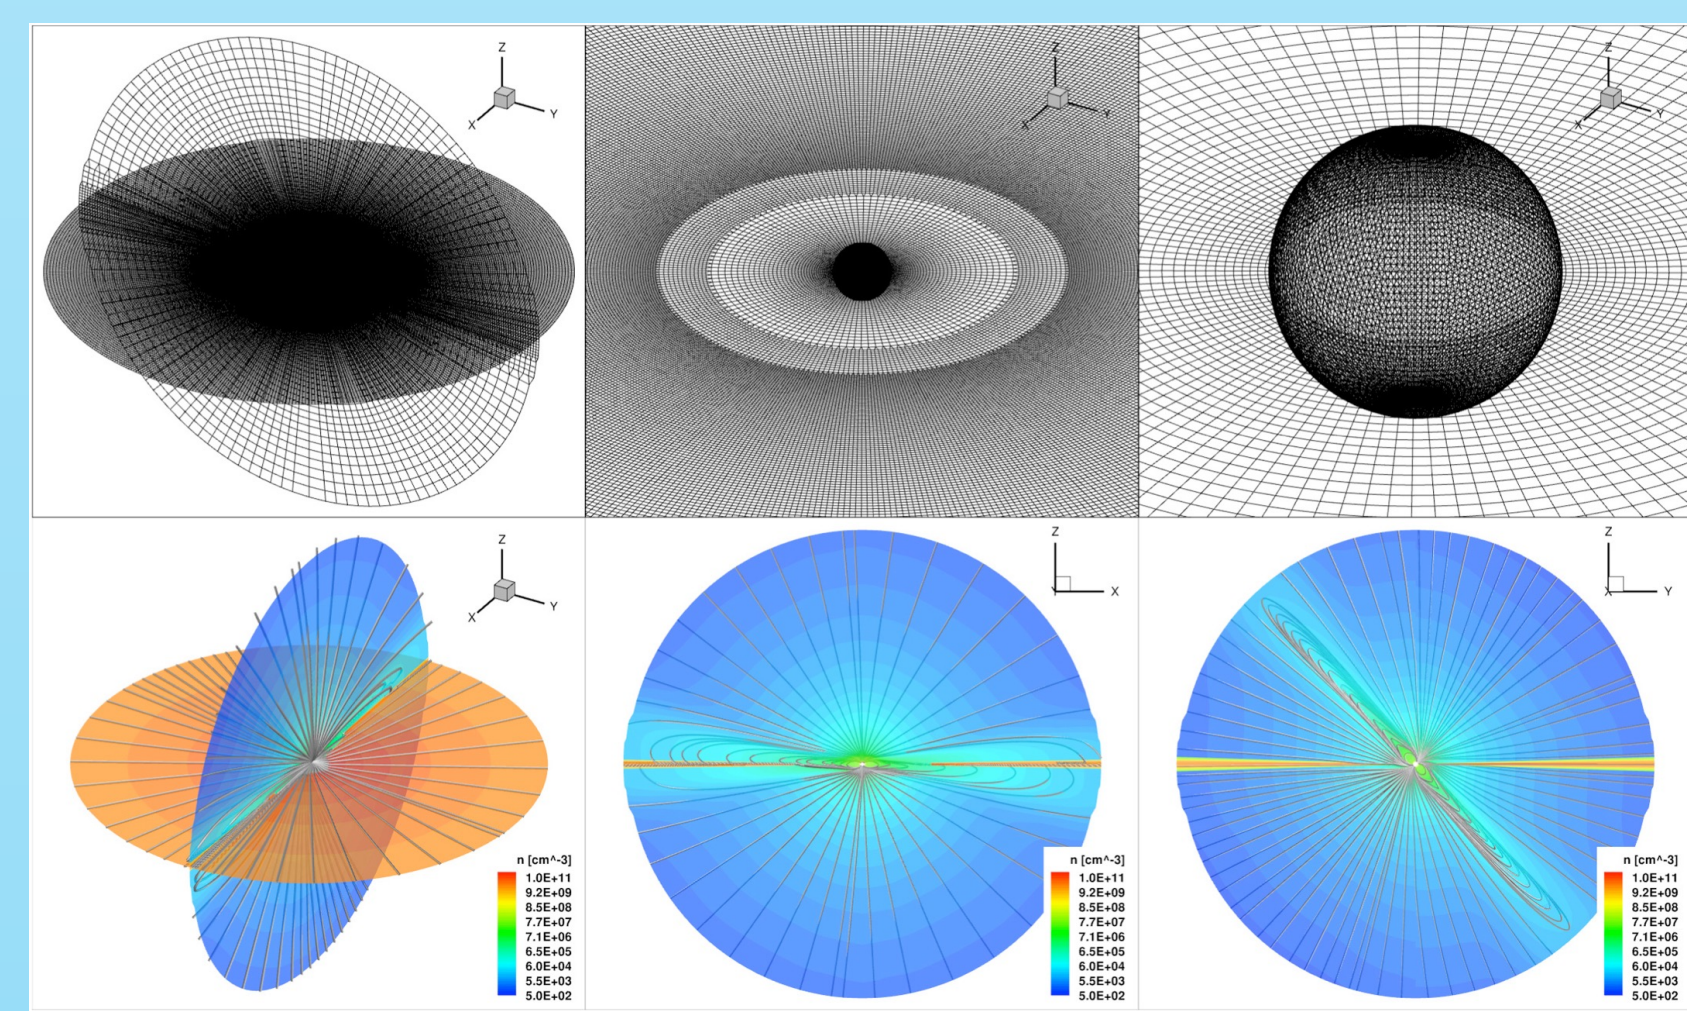 Z
X
Y
Z
X
Y
Z
X
Y
Z
X
Y
n [cm^-3]
1.0E+11
9.2E+09
8.5E+08
7.7E+07
7.1E+06
6.5E+05
6.0E+04
5.5E+03
5.0E+02
Z
Y
X
n [cm^-3]
1.0E+11
9.2E+09
8.5E+08
7.7E+07
7.1E+06
6.5E+05
6.0E+04
5.5E+03
5.0E+02
Z
X
Y
n [cm^-3]
1.0E+11
9.2E+09
8.5E+08
7.7E+07
7.1E+06
6.5E+05
6.0E+04
5.5E+03
5.0E+02